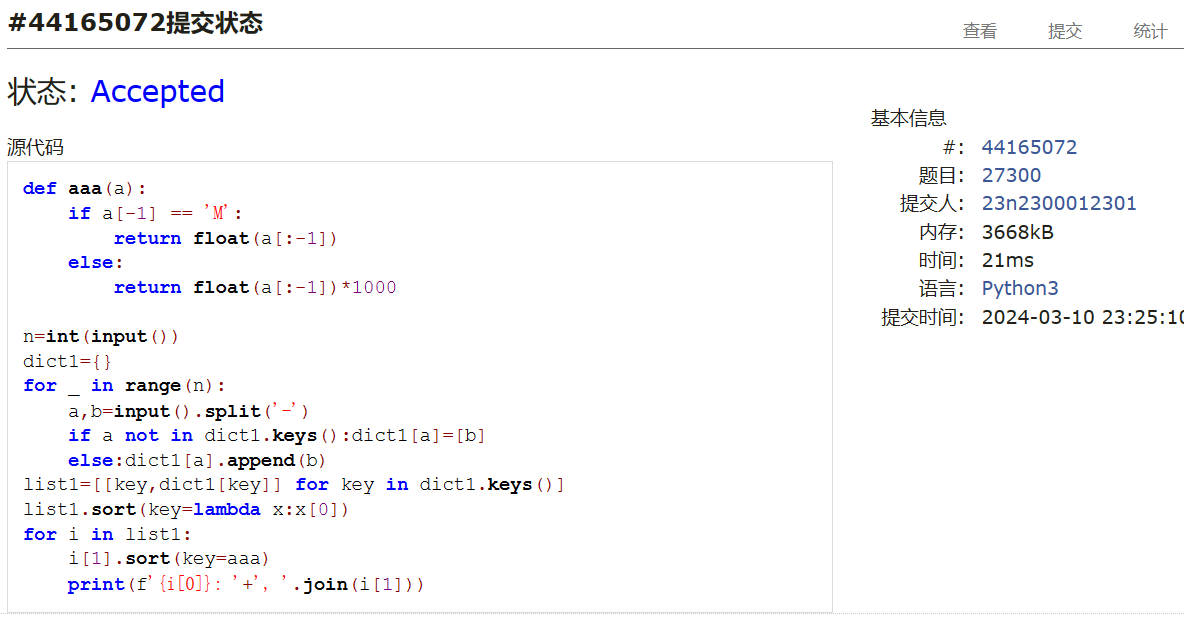 #44165072提交状态
查看 提交 统计
状态: Accepted
源代码
def aaa(a):
    if a[-1] == 'M':
        return float(a[:-1])
    else:
        return float(a[:-1])*1000

n=int(input())
dict1={}
for _ in range(n):
    a,b=input().split('-')
    if a not in dict1.keys():dict1[a]=[b]
    else:dict1[a].append(b)
list1=[[key,dict1[key]] for key in dict1.keys()]
list1.sort(key=lambda x:x[0])
for i in list1:
    i[1].sort(key=aaa)
    print(f'{i[0]}: '+', '.join(i[1]))
基本信息
#: 44165072
题目: 27300
提交人: 23n2300012301
内存: 3668kB
时间: 21ms
语言: Python3
提交时间: 2024-03-10 23:25:10